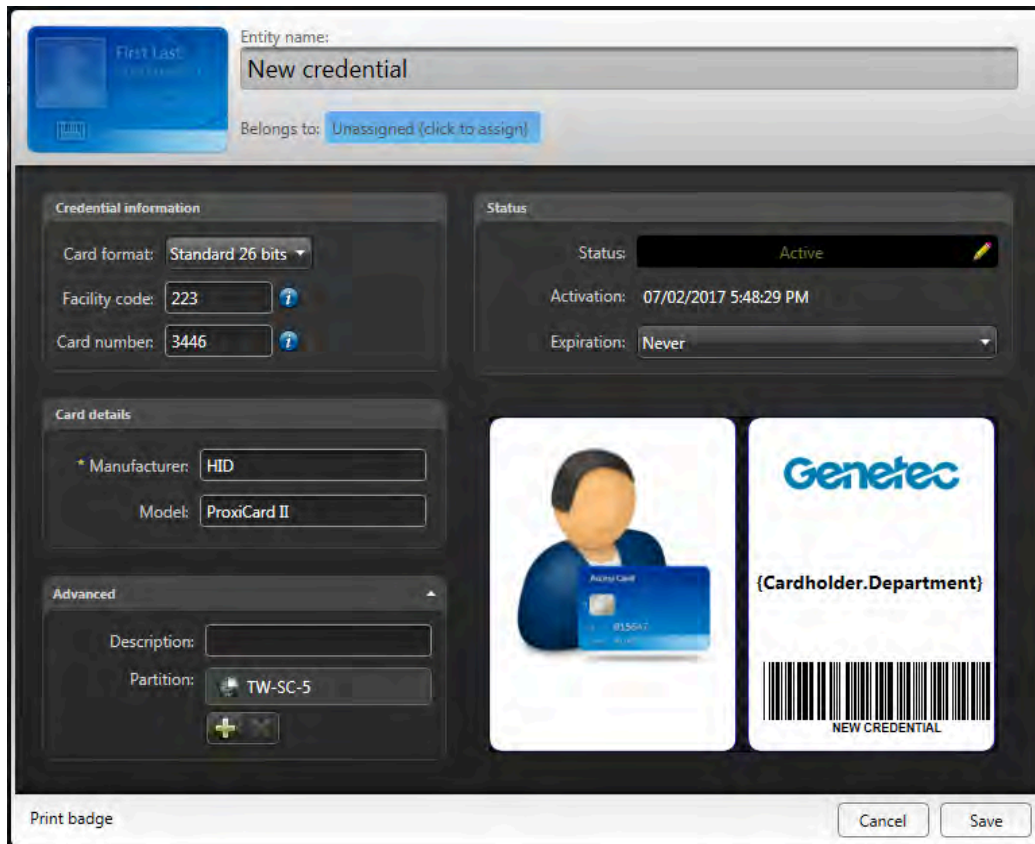 First Last
Entity name:
New credential
Belongs to: Unassigned (click to assign)
Credential information
Card format: Standard 26 bits
Facility code: 223
Card number: 3446
Status
Status: Active
Activation: 07/02/2017 5:48:29 PM
Expiration: Never
Card details
* Manufacturer: HID
Model: ProxiCard II
Advanced
Description:
Partition: TW-SC-5
Access Card
015647
Genetec
{Cardholder.Department}
NEW CREDENTIAL
Print badge
Cancel
Save